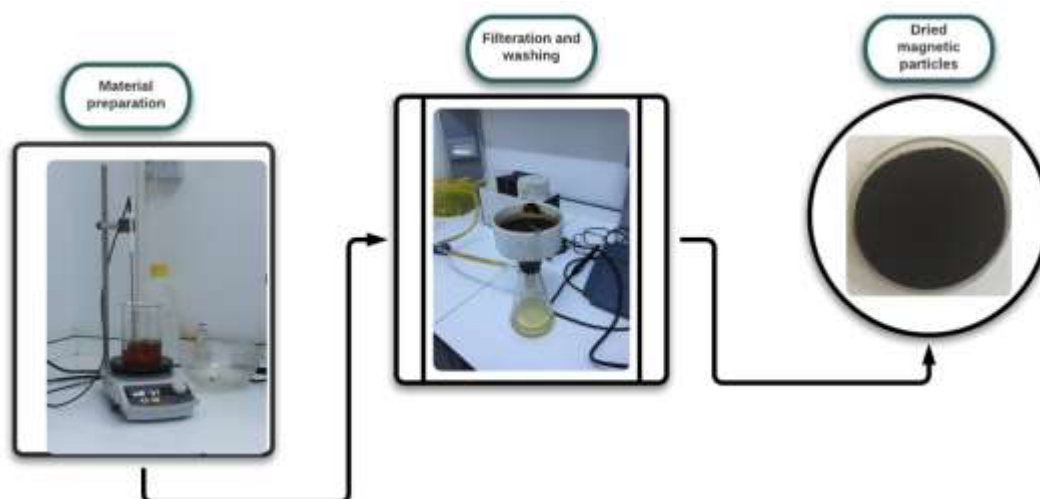 Material
preparation
Filteration and
washing
Dried
magnetic
particles